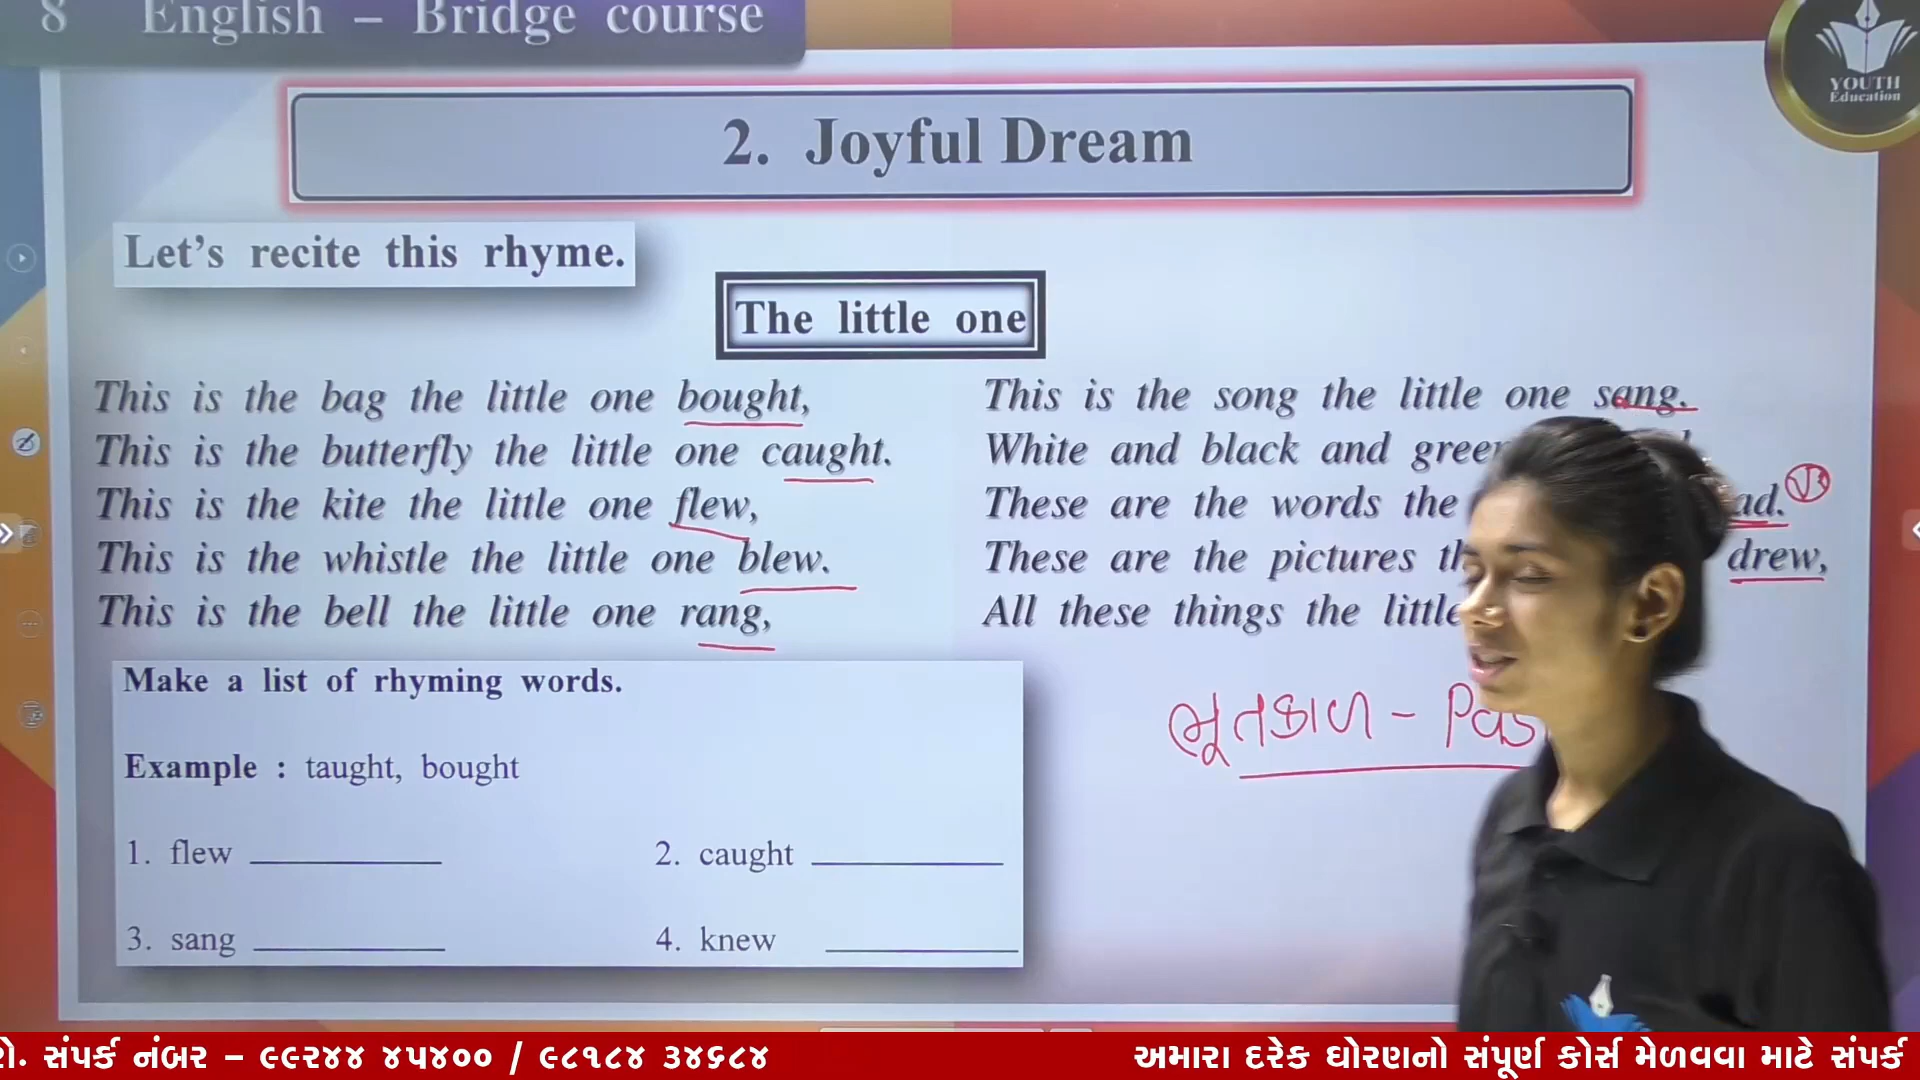 8 English – Bridge course
YOUTH
Education
2. Joyful Dream
Let's recite this rhyme.
The little one
This is the bag the little one bought,
This is the butterfly the little one caught.
This is the kite the little one flew,
This is the whistle the little one blew.
This is the bell the little one rang,
This is the song the little one sang.
White and black and green
These are the words the
These are the pictures drew,
All these things the little
ભૂતકાળ –
Make a list of rhyming words.
Example : taught, bought
1. flew
2. caught
3. sang
4. knew
સંપર્ક નંબર – ૯૯૨૪૪ ૪૫૪૦૦ / ૯૮૧૮૪ ૩૪૬૮૪
અમારા દરેક ધોરણનો સંપૂર્ણ કોર્સ મેળવવા માટે સંપર્ક